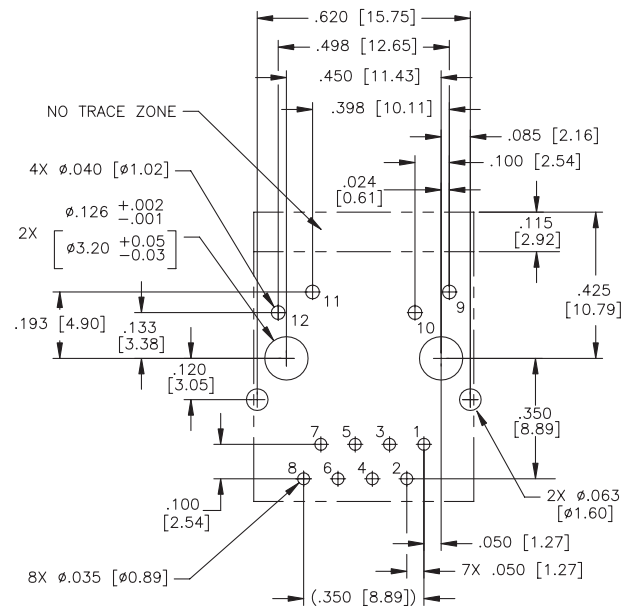 .620 [15.75]
.498 [12.65]
.450 [11.43]
NO TRACE ZONE
.398 [10.11]
.085 [2.16]
4X ø.040 [ø1.02]
.100 [2.54]
.024
[0.61]
ø.126 +.002
-.001
2X
ø3.20 +0.05
-0.03
.115
[2.92]
.425
[10.79]
11
9
12
10
.193 [4.90]
.133
[3.38]
.120
[3.05]
.350
[8.89]
7 5 3 1
8 6 4 2
.100
[2.54]
2X ø.063
[ø1.60]
.050 [1.27]
8X ø.035 [ø0.89]
7X .050 [1.27]
(.350 [8.89])